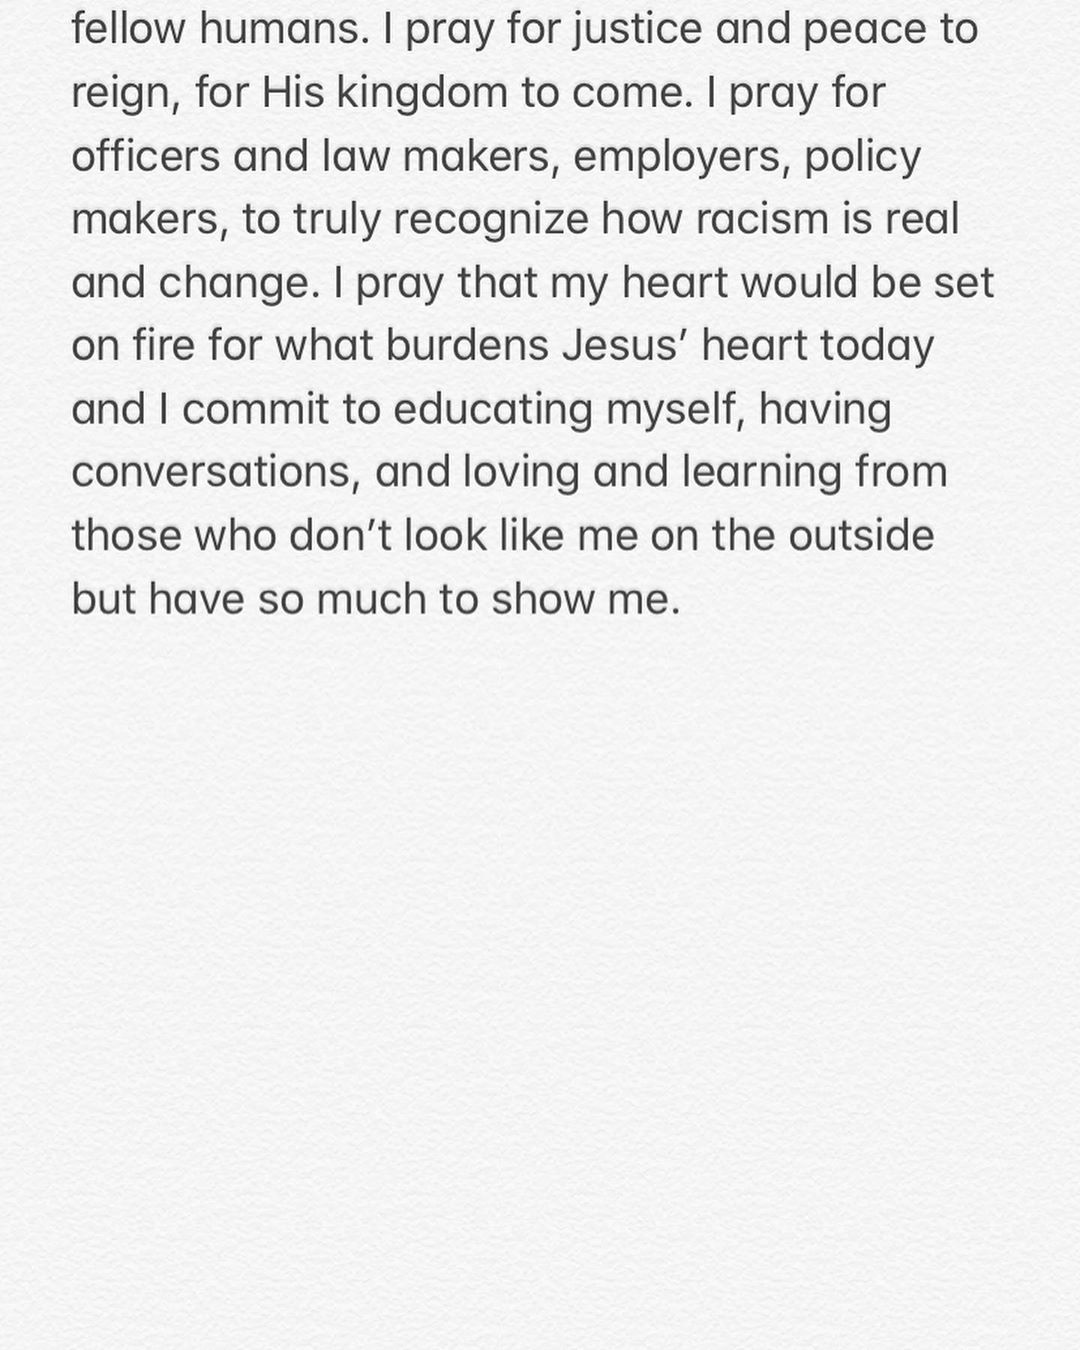 fellow humans. I pray for justice and peace to
reign, for His kingdom to come. I pray for
officers and law makers, employers, policy
makers, to truly recognize how racism is real
and change. I pray that my heart would be set
on fire for what burdens Jesus’ heart today
and I commit to educating myself, having
conversations, and loving and learning from
those who don’t look like me on the outside
but have so much to show me.